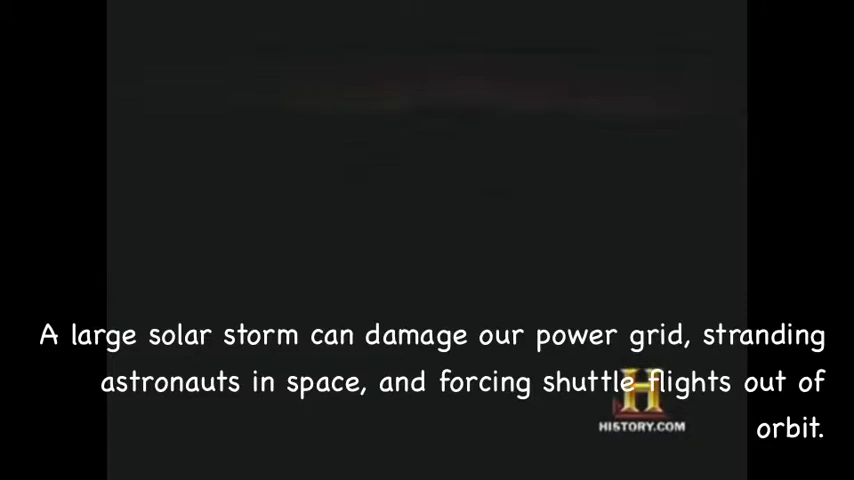 A large solar storm can damage our power grid, stranding
astronauts in space, and forcing shuttle flights out of
orbit.
H
HISTORY.COM